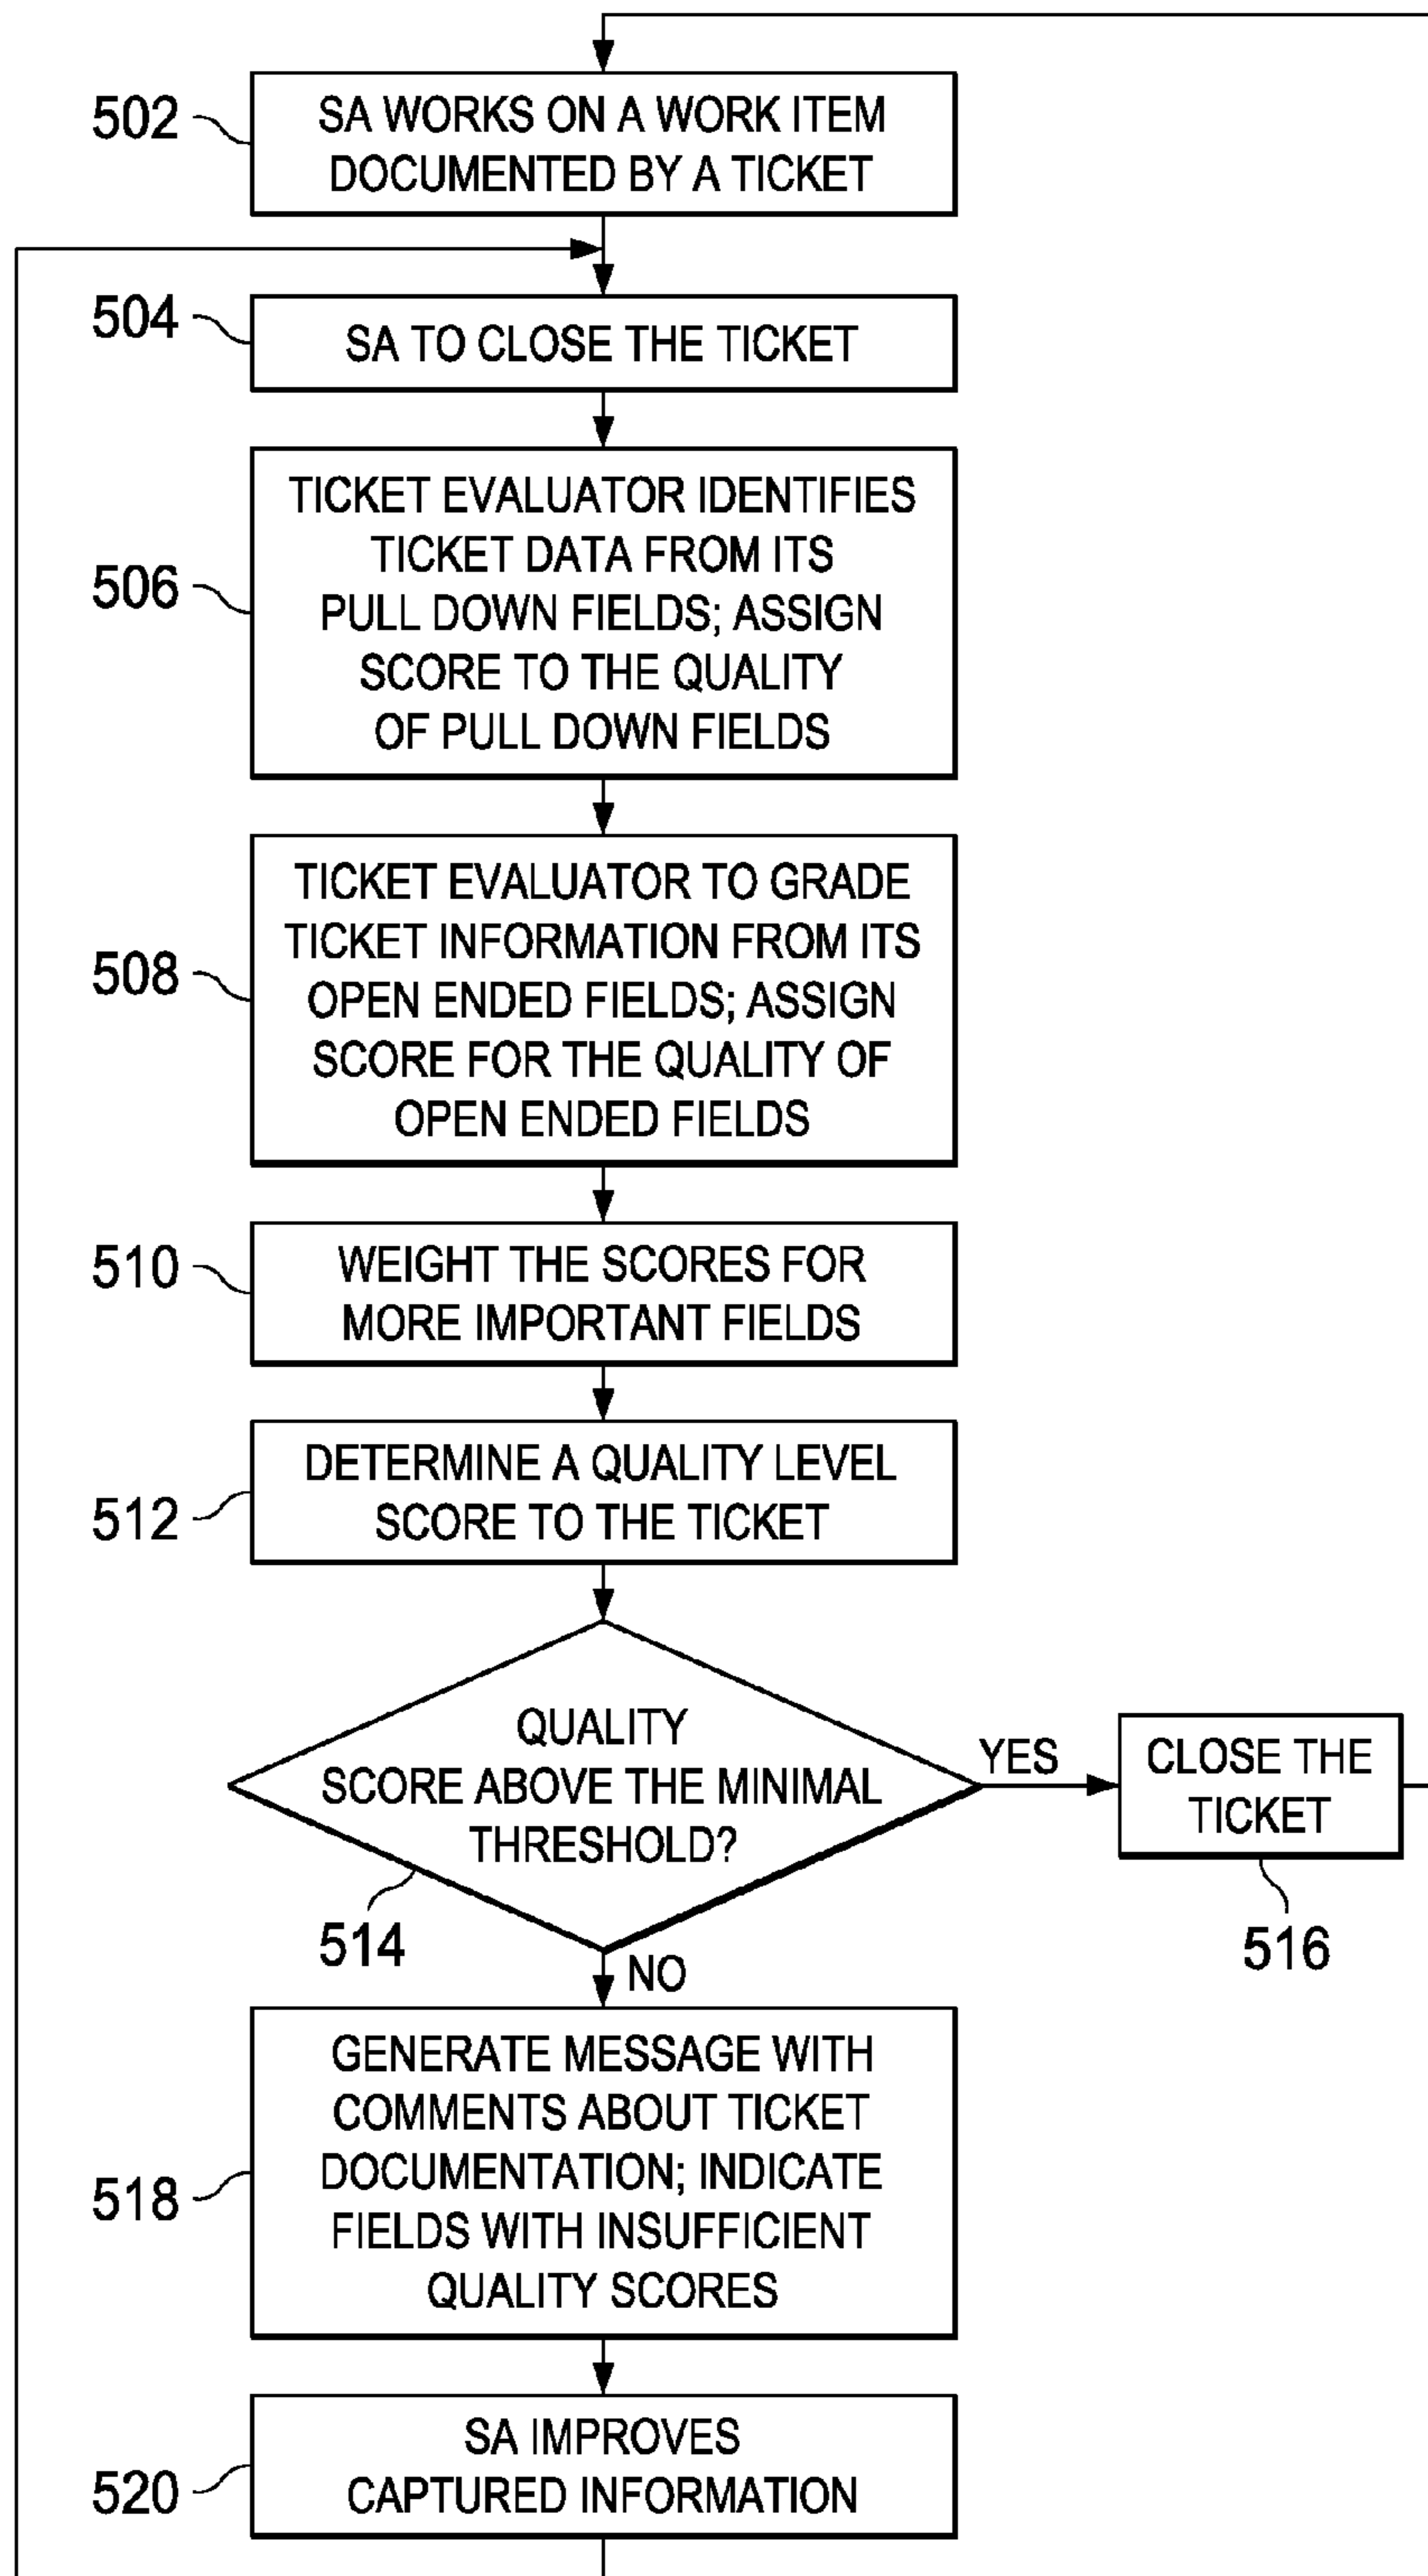 502
SA WORKS ON A WORK ITEM
DOCUMENTED BY A TICKET
504
SA TO CLOSE THE TICKET
506
TICKET EVALUATOR IDENTIFIES
TICKET DATA FROM ITS
PULL DOWN FIELDS; ASSIGN
SCORE TO THE QUALITY
OF PULL DOWN FIELDS
508
TICKET EVALUATOR TO GRADE
TICKET INFORMATION FROM ITS
OPEN ENDED FIELDS; ASSIGN
SCORE FOR THE QUALITY OF
OPEN ENDED FIELDS
510
WEIGHT THE SCORES FOR
MORE IMPORTANT FIELDS
512
DETERMINE A QUALITY LEVEL
SCORE TO THE TICKET
QUALITY
SCORE ABOVE THE MINIMAL
THRESHOLD?
514
YES
CLOSE THE
TICKET
516
NO
518
GENERATE MESSAGE WITH
COMMENTS ABOUT TICKET
DOCUMENTATION; INDICATE
FIELDS WITH INSUFFICIENT
QUALITY SCORES
520
SA IMPROVES
CAPTURED INFORMATION